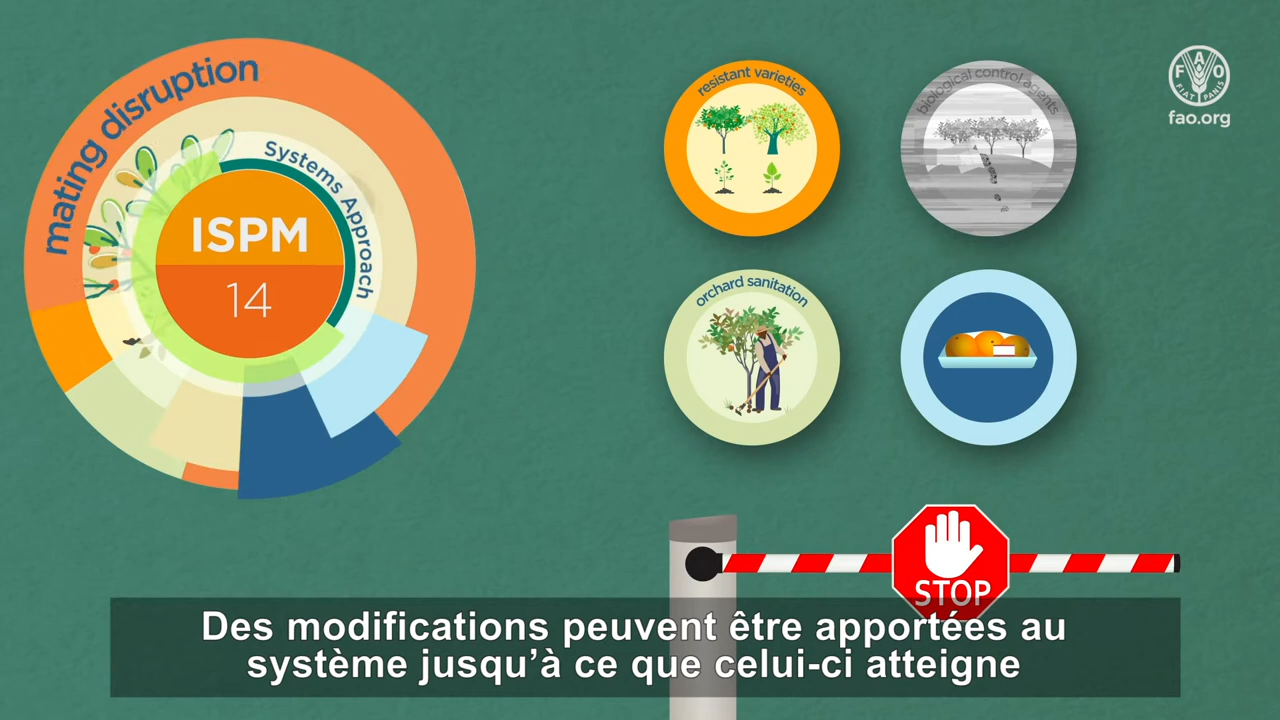 mating disruption
Systems Approach
ISPM
14
resistant varieties
biological control agents
orchard sanitation
F A O
FIAT PANIS
fao.org
STOP
Des modifications peuvent être apportées au
système jusqu’à ce que celui-ci atteigne